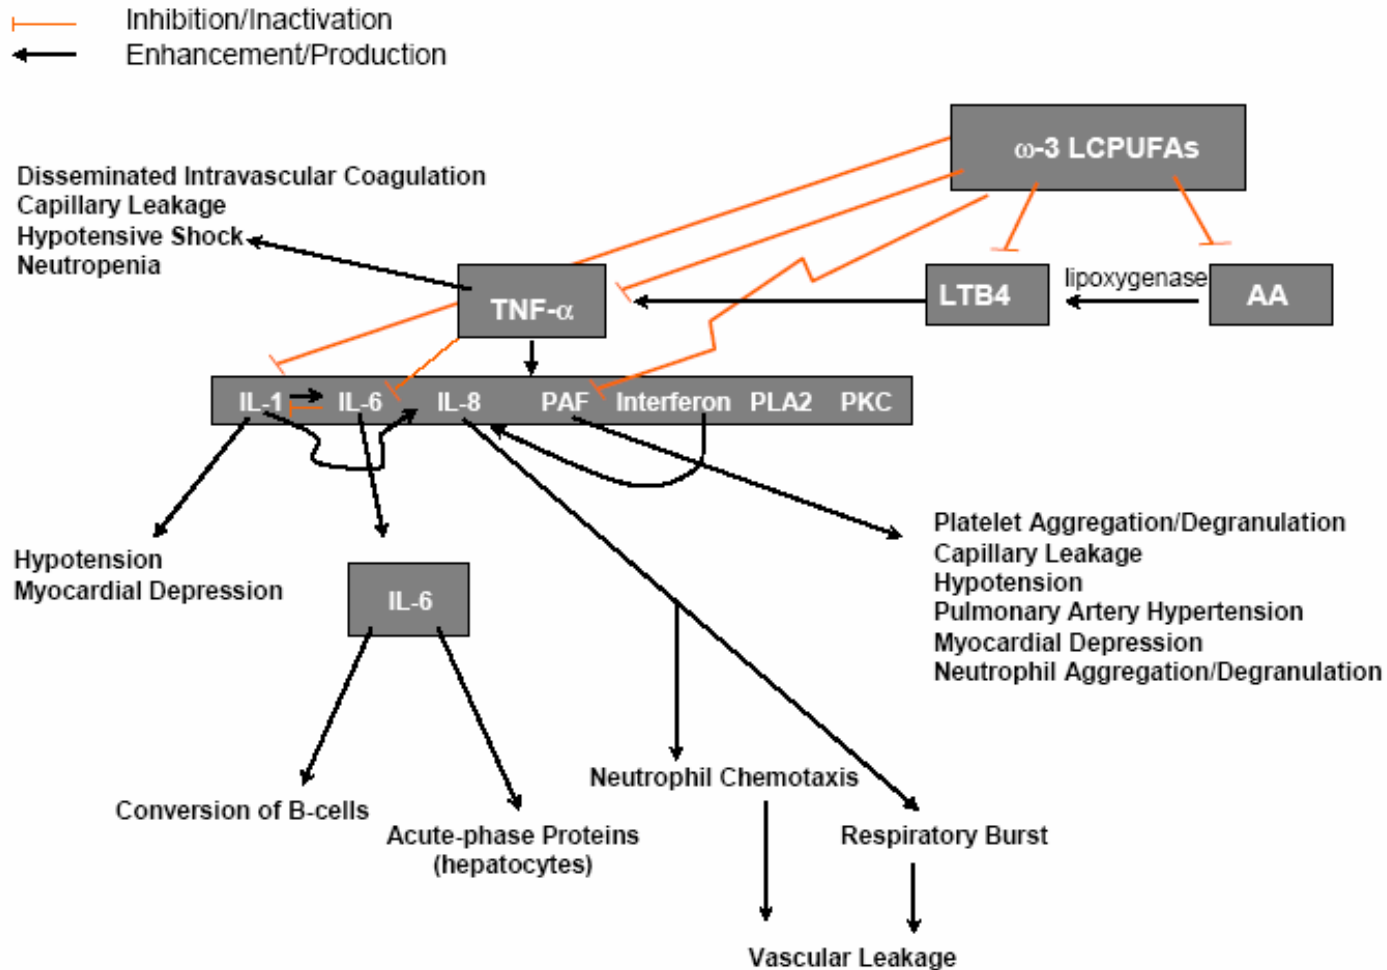 Inhibition/Inactivation
Enhancement/Production
ω-3 LCPUFAs
Disseminated Intravascular Coagulation
Capillary Leakage
Hypotensive Shock
Neutropenia
TNF-α
LTB4
lipoxygenase
AA
IL-1 IL-6 IL-8 PAF Interferon PLA2 PKC
Hypotension
Myocardial Depression
IL-6
Platelet Aggregation/Degranulation
Capillary Leakage
Hypotension
Pulmonary Artery Hypertension
Myocardial Depression
Neutrophil Aggregation/Degranulation
Conversion of B-cells
Acute-phase Proteins
(hepatocytes)
Neutrophil Chemotaxis
Respiratory Burst
Vascular Leakage